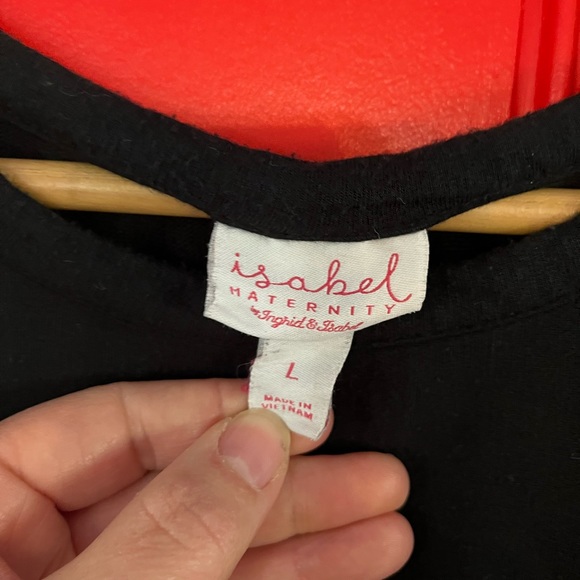 isabel
MATERNITY
by Ingrid & Isabel
L
MADE IN
VIETNAM